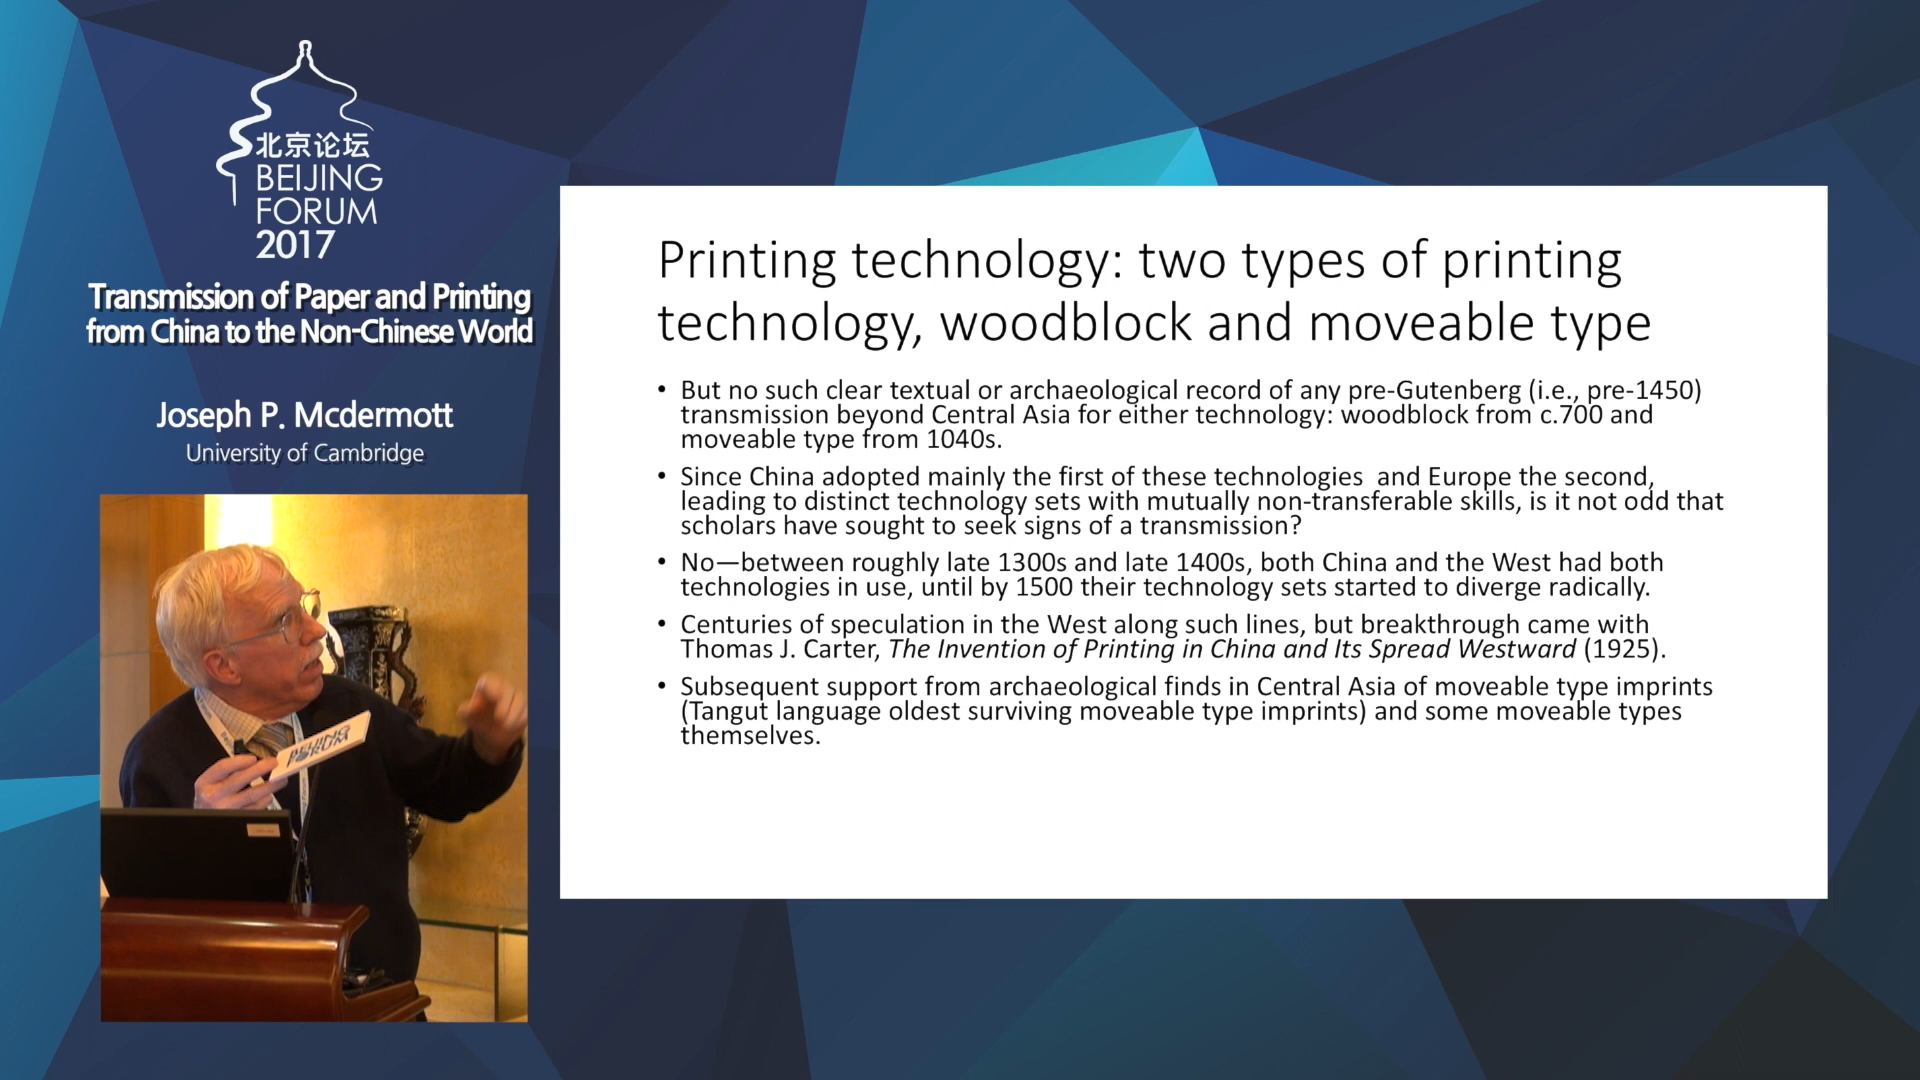 北京论坛
BEIJING
FORUM
2017
Transmission of Paper and Printing
from China to the Non-Chinese World
Joseph P. Mcdermott
University of Cambridge
BEIJING
FORUM
Printing technology: two types of printing
technology, woodblock and moveable type
• But no such clear textual or archaeological record of any pre-Gutenberg (i.e., pre-1450)
transmission beyond Central Asia for either technology: woodblock from c.700 and
moveable type from 1040s.
• Since China adopted mainly the first of these technologies  and Europe the second,
leading to distinct technology sets with mutually non-transferable skills, is it not odd that
scholars have sought to seek signs of a transmission?
• No—between roughly late 1300s and late 1400s, both China and the West had both
technologies in use, until by 1500 their technology sets started to diverge radically.
• Centuries of speculation in the West along such lines, but breakthrough came with
Thomas J. Carter, The Invention of Printing in China and Its Spread Westward (1925).
• Subsequent support from archaeological finds in Central Asia of moveable type imprints
(Tangut language oldest surviving moveable type imprints) and some moveable types
themselves.